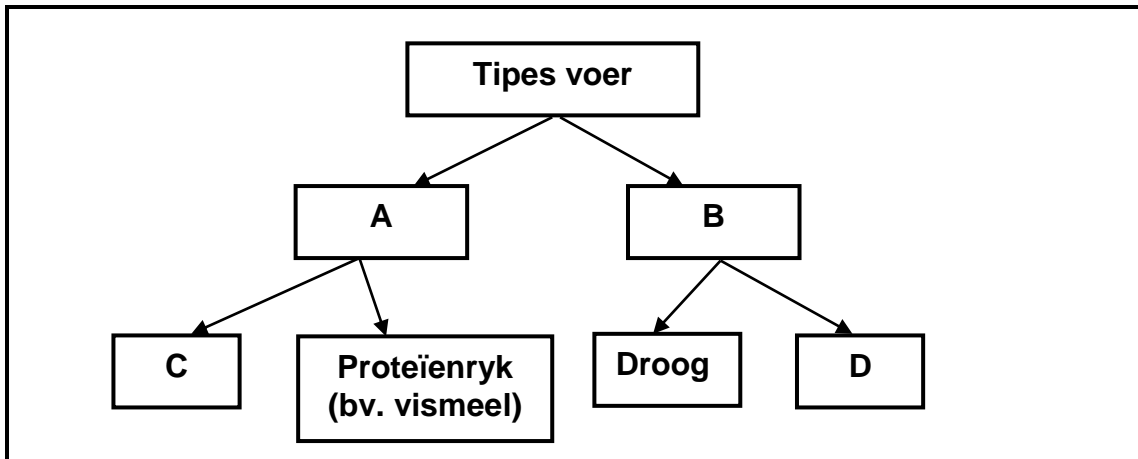 Tipes voer
A
B
C
Proteïenryk
(bv. vismeel)
Droog
D